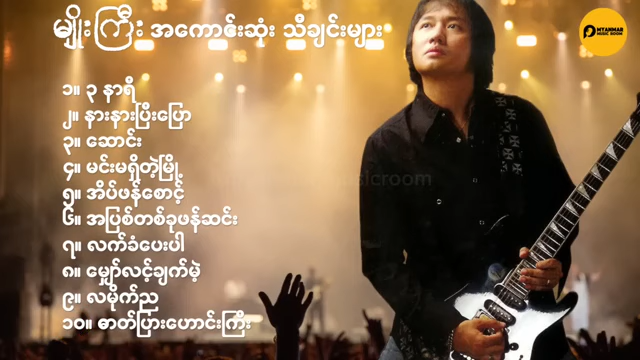 မျိုးကြီး အကောင်းဆုံး သီချင်းများ
MYANMAR
MUSIC ROOM
၁။ ၃ နာရီ
၂။ နားနားပြီးပြော
၃။ ဆောင်း
၄။ မင်းမရှိတဲ့မြို့
၅။ အိပ်ဖန်စောင့်
၆။ အပြစ်တစ်ခုဖန်ဆင်း
၇။ လက်ခံပေးပါ
၈။ မျှော်လင့်ချက်မဲ့
၉။ လမိုက်ည
၁၀။ ဓာတ်ပြားဟောင်းကြီး